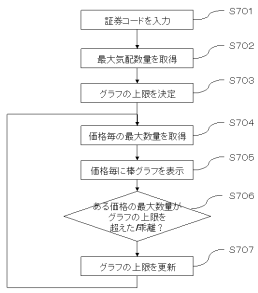 証券コードを入力
S701
最大気配数量を取得
S702
グラフの上限を決定
S703
価格毎の最大数量を取得
S704
価格毎に棒グラフを表示
S705
ある価格の最大数量が
グラフの上限を
超えた/乖離？
S706
グラフの上限を更新
S707